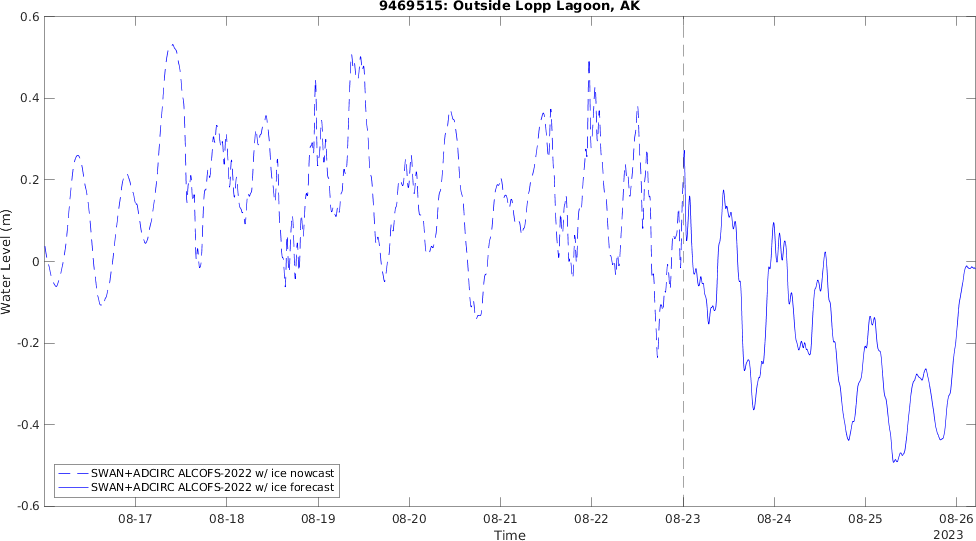 9469515: Outside Lopp Lagoon, AK
0.6
0.4
0.2
0
-0.2
-0.4
-0.6
Water Level (m)
SWAN+ADCIRC ALCOFS-2022 w/ ice nowcast
SWAN+ADCIRC ALCOFS-2022 w/ ice forecast
08-17 08-18 08-19 08-20 08-21 08-22 08-23 08-24 08-25 08-26
Time 2023